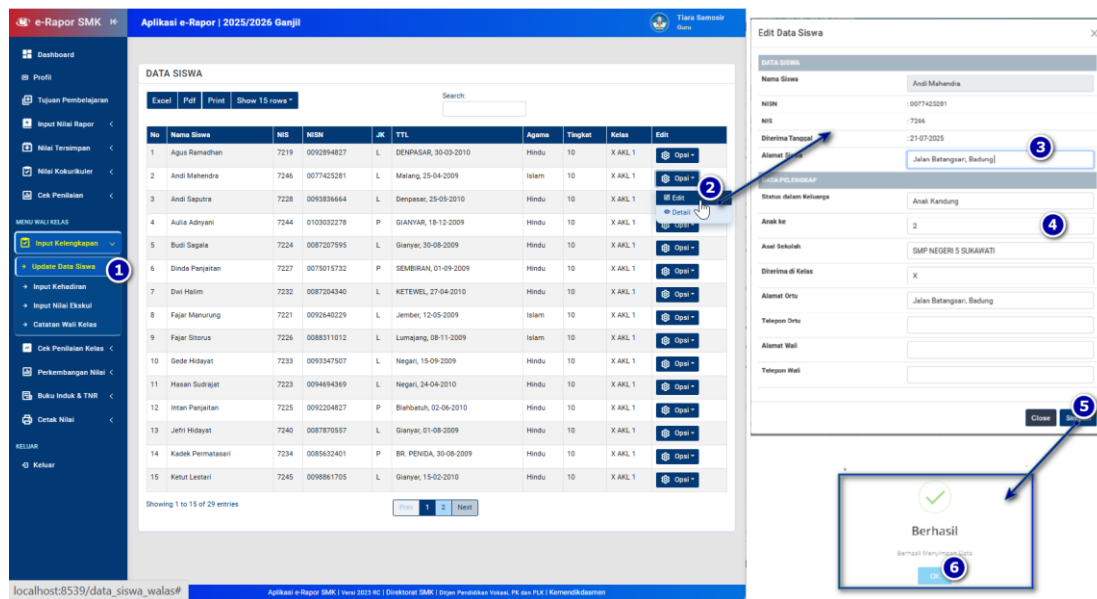 e-Rapor SMK
Aplikasi e-Rapor | 2025/2026 Ganjil
Tiara Samosir
Guru
Dashboard
Profil
Tujuan Pembelajaran
Input Nilai Rapor
Nilai Tersimpan
Nilai Kokurikuler
Cek Penilaian
MENU WALI KELAS
Input Kelengkapan
Update Data Siswa
1
Input Kehadiran
Input Nilai Ekskul
Catatan Wali Kelas
Cek Penilaian Kelas
Perkembangan Nilai
Buku Induk & TNR
Cetak Nilai
KELUAR
Keluar
DATA SISWA
Excel Pdf Print Show 15 rows
Search:
No Nama Siswa NIS NISN JK TTL Agama Tingkat Kelas Edit
1 Agus Ramadhan 7219 0092894827 L DENPASAR, 30-03-2010 Hindu 10 X AKL 1 Opsi
2 Andi Mahendra 7246 0077425281 L Malang, 25-04-2009 Islam 10 X AKL 1 Opsi
2
Edit
Detail
3 Andi Saputra 7228 0093836664 L Denpasar, 25-05-2010 Hindu 10 X AKL 1
4 Aulia Adnyani 7244 0103032278 P GIANYAR, 18-12-2009 Hindu 10 X AKL 1 Opsi
5 Budi Sagala 7224 0087207595 L Gianyar, 30-08-2009 Hindu 10 X AKL 1 Opsi
6 Dinda Panjaitan 7227 0075015732 P SEMBIRAN, 01-09-2009 Hindu 10 X AKL 1 Opsi
7 Dwi Halim 7232 0087204340 L KETEWEL, 27-04-2010 Hindu 10 X AKL 1 Opsi
8 Fajar Manurung 7221 0092640229 L Jember, 12-05-2009 Islam 10 X AKL 1 Opsi
9 Fajar Sitorus 7226 0088311012 L Lumajang, 08-11-2009 Islam 10 X AKL 1 Opsi
10 Gede Hidayat 7233 0093347507 L Negari, 15-09-2009 Hindu 10 X AKL 1 Opsi
11 Hasan Sudrajat 7223 0094694369 L Negari, 24-04-2010 Hindu 10 X AKL 1 Opsi
12 Intan Panjaitan 7225 0092204827 P Blahbatuh, 02-06-2010 Hindu 10 X AKL 1 Opsi
13 Jefri Hidayat 7240 0087870557 L Gianyar, 01-08-2009 Hindu 10 X AKL 1 Opsi
14 Kadek Permatasari 7234 0085632401 P BR. PENIDA, 30-08-2009 Hindu 10 X AKL 1 Opsi
15 Ketut Lestari 7245 0098861705 L Gianyar, 15-02-2010 Hindu 10 X AKL 1 Opsi
Showing 1 to 15 of 29 entries
Prev 1 2 Next
localhost:8539/data_siswa_walas#
Aplikasi e-Rapor SMK | Versi 2023 RC | Direktorat SMK | Ditjen Pendidikan Vokasi, PK dan PLK | Kemendikdasmen
Edit Data Siswa
DATA SISWA
Nama Siswa Andi Mahendra
NISN : 0077425281
NIS : 7246
Diterima Tanggal : 21-07-2025
Alamat Siswa Jalan Batangsari, Badung
3
DATA PELENGKAP
Status dalam Keluarga Anak Kandung
Anak ke 2
4
Asal Sekolah SMP NEGERI 5 SUKAWATI
Diterima di Kelas X
Alamat Ortu Jalan Batangsari, Badung
Telepon Ortu
Alamat Wali
Telepon Wali
Close
5
Berhasil
Berhasil Menyimpan Data
OK
6